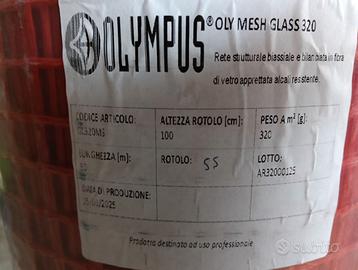 OLYMPUS® OLY MESH GLASS 320
Rete strutturale biassiale e bilanciata in fibra
di vetro apprettata alcali resistente.
CODICE ARTICOLO:
ALTEZZA ROTOLO [cm]:
100
PESO A m² [g]:
320
LUNGHEZZA [m]:
ROTOLO: 55
LOTTO:
AR32000125
DATA DI PRODUZIONE:
Prodotto destinato ad uso professionale
subito